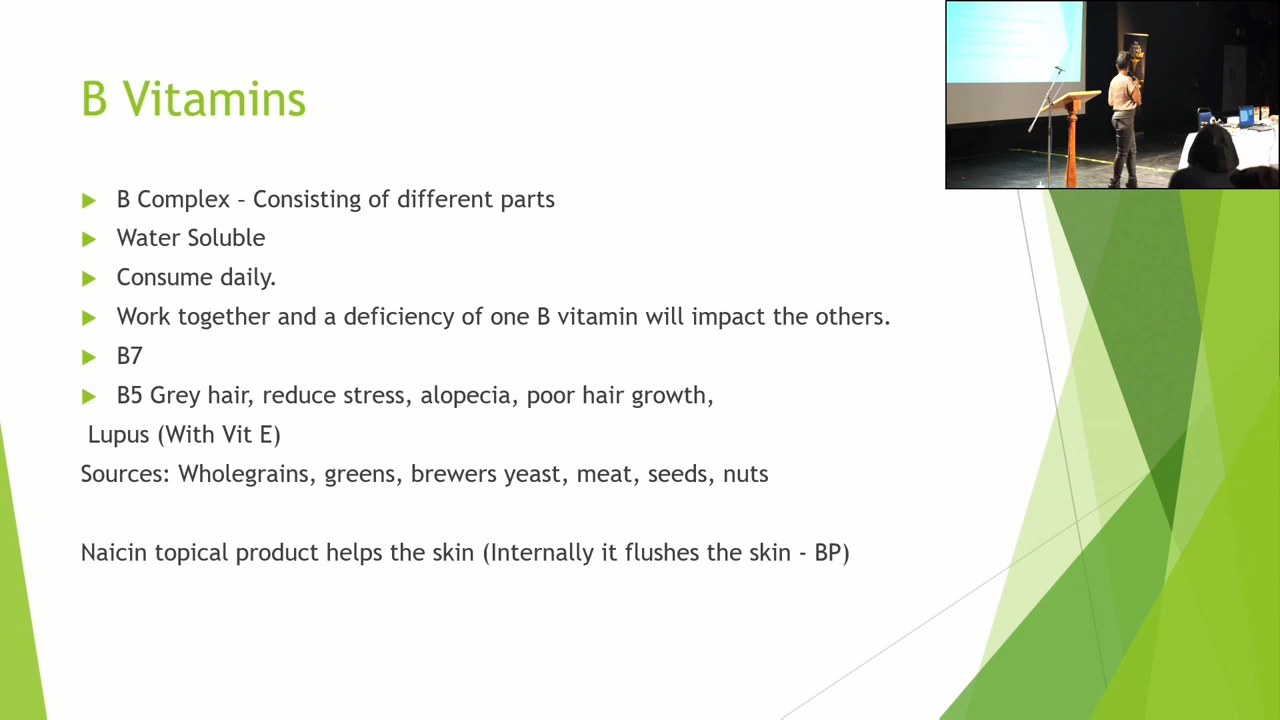 B Vitamins
B Complex – Consisting of different parts
Water Soluble
Consume daily.
Work together and a deficiency of one B vitamin will impact the others.
B7
B5 Grey hair, reduce stress, alopecia, poor hair growth,
Lupus (With Vit E)
Sources: Wholegrains, greens, brewers yeast, meat, seeds, nuts
Naicin topical product helps the skin (Internally it flushes the skin - BP)